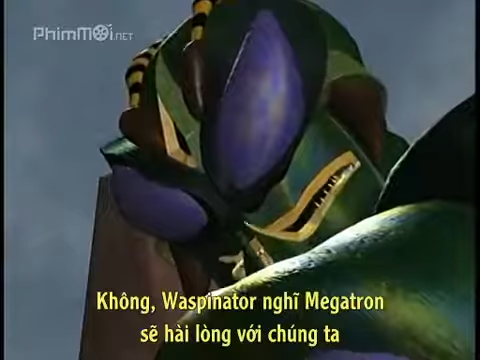 PhimMoi.NET
Không, Waspinator nghĩ Megatron
sẽ hài lòng với chúng ta